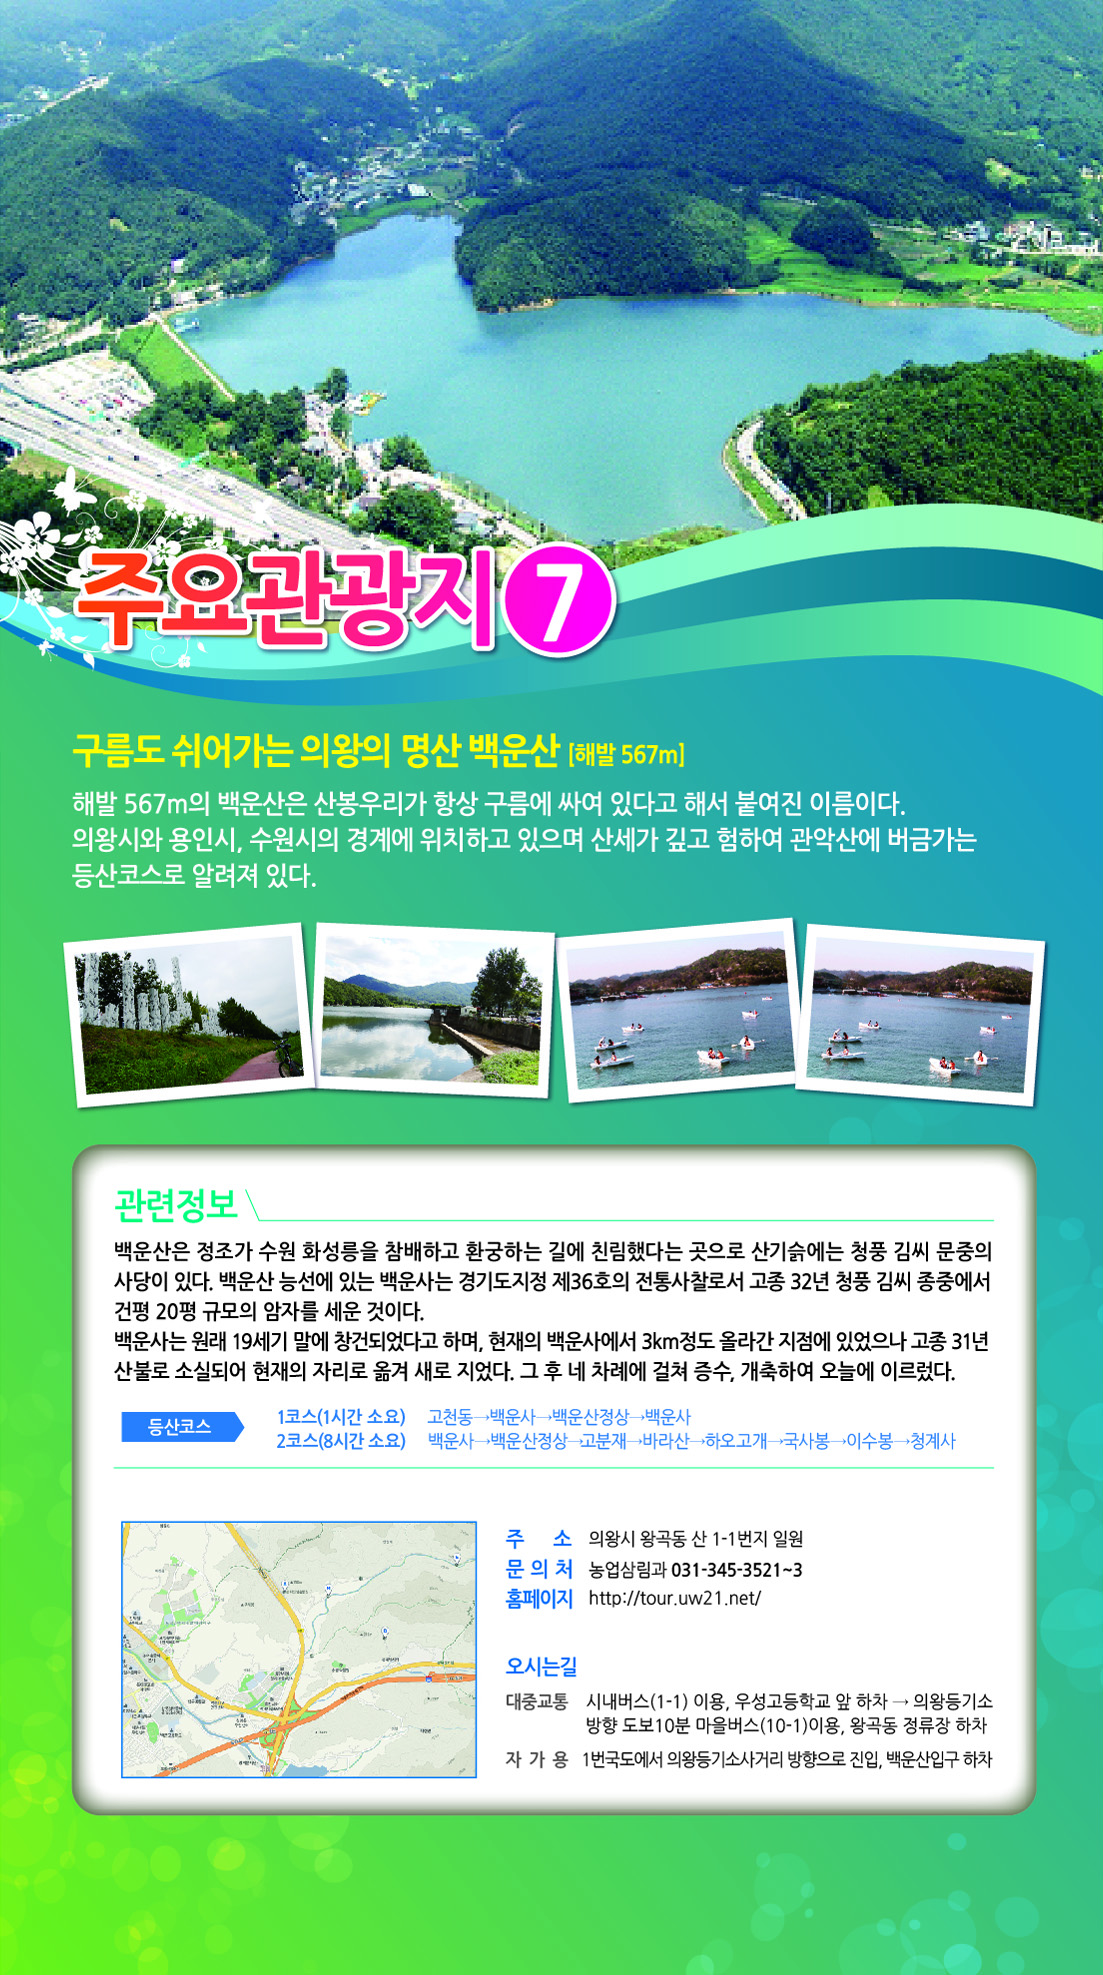 주요관광지 7
구름도 쉬어가는 의왕의 명산 백운산 [해발 567m]
해발 567m의 백운산은 산봉우리가 항상 구름에 싸여 있다고 해서 붙여진 이름이다.
의왕시와 용인시, 수원시의 경계에 위치하고 있으며 산세가 깊고 험하여 관악산에 버금가는
등산코스로 알려져 있다.
관련정보
백운산은 정조가 수원 화성릉을 참배하고 환궁하는 길에 친림했다는 곳으로 산기슭에는 청풍 김씨 문중의
사당이 있다. 백운산 능선에 있는 백운사는 경기도지정 제36호의 전통사찰로서 고종 32년 청풍 김씨 종중에서
건평 20평 규모의 암자를 세운 것이다.
백운사는 원래 19세기 말에 창건되었다고 하며, 현재의 백운사에서 3km정도 올라간 지점에 있었으나 고종 31년
산불로 소실되어 현재의 자리로 옮겨 새로 지었다. 그 후 네 차례에 걸쳐 증수, 개축하여 오늘에 이르렀다.
등산코스
1코스(1시간 소요) 고천동→백운사→백운산정상→백운사
2코스(8시간 소요) 백운사→백운산정상→고분재→바라산→하오고개→국사봉→이수봉→청계사
주 소 의왕시 왕곡동 산 1-1번지 일원
문 의 처 농업삼림과 031-345-3521~3
홈페이지 http://tour.uw21.net/
오시는길
대중교통 시내버스(1-1) 이용, 우성고등학교 앞 하차 → 의왕등기소
방향 도보10분 마을버스(10-1)이용, 왕곡동 정류장 하차
자 가 용 1번국도에서 의왕등기소사거리 방향으로 진입, 백운산입구 하차